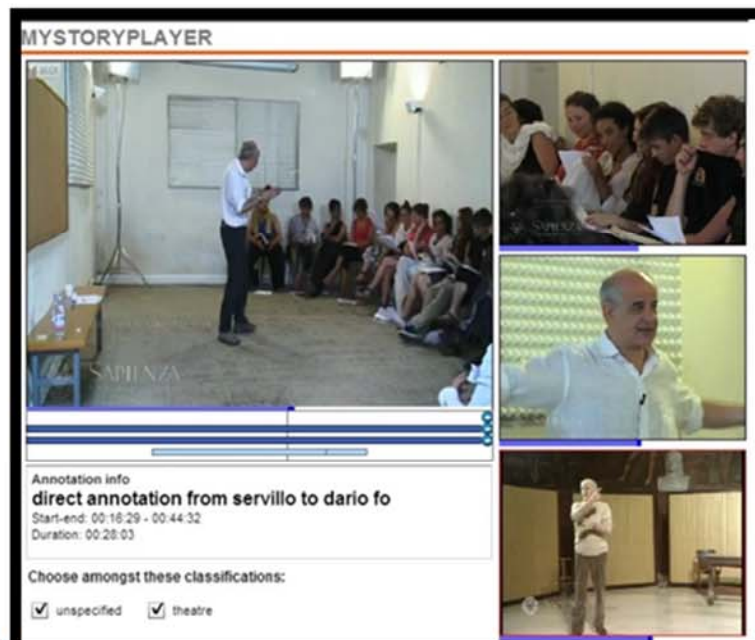 MYSTORYPLAYER
SAPIENZA
SAPIENZA
Annotation info
direct annotation from servillo to dario fo
Start-end: 00:16:29 - 00:44:32
Duration: 00:28:03
Choose amongst these classifications:
unspecified
theatre